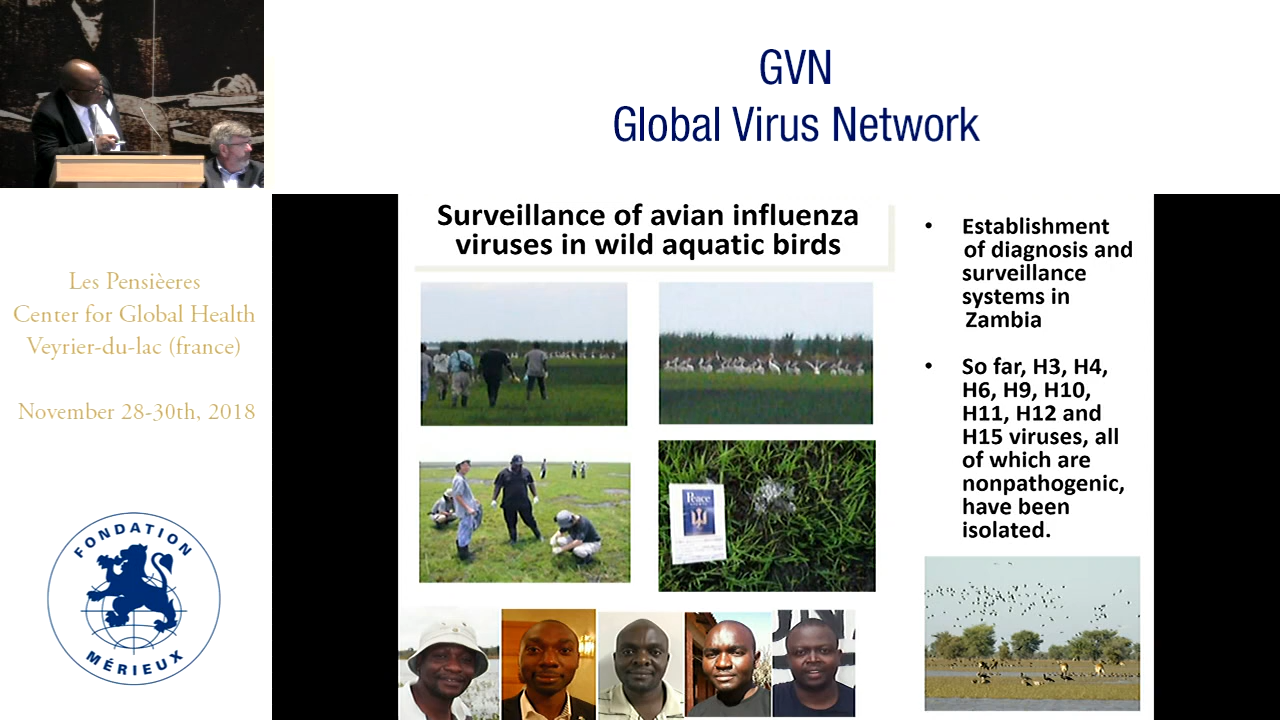 GVN
Global Virus Network
Les Pensièeres
Center for Global Health
Veyrier-du-lac (france)
November 28-30th, 2018
FONDATION
MÉRIEUX
Surveillance of avian influenza
viruses in wild aquatic birds
Peace
• Establishment
of diagnosis and
surveillance
systems in
Zambia
• So far, H3, H4,
H6, H9, H10,
H11, H12 and
H15 viruses, all
of which are
nonpathogenic,
have been
isolated.